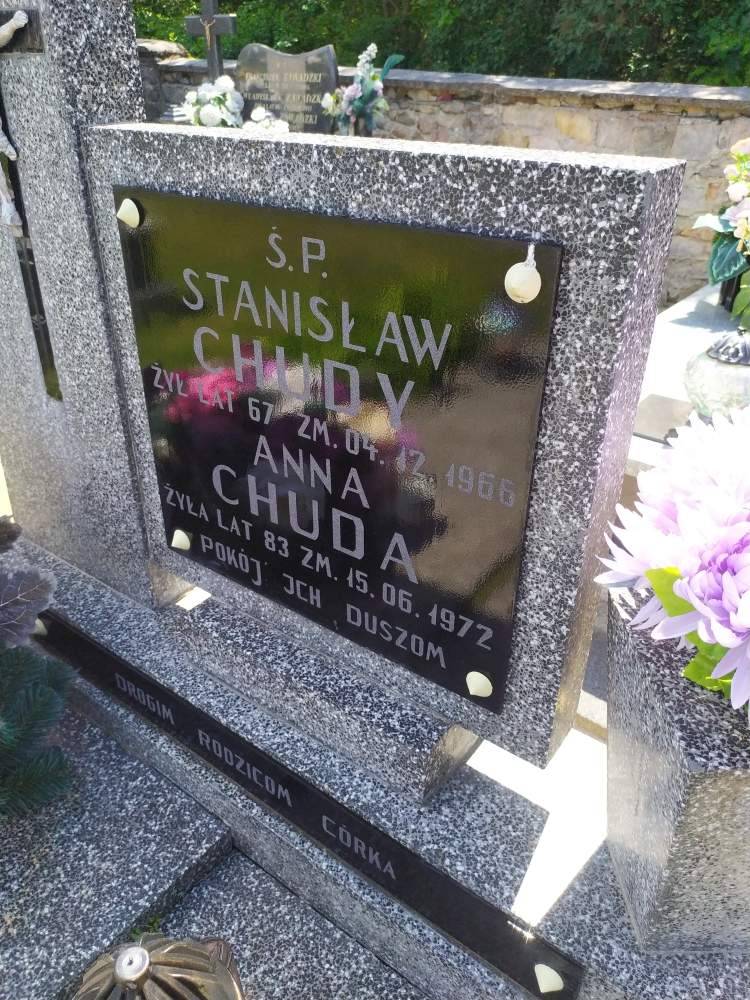 Ś.P.
STANISŁAW
CHUDY
ŻYŁ LAT 67 ZM. 04.12.1966
ANNA
CHUDA
ŻYŁA LAT 83 ZM. 15.06.1972
POKÓJ JCH DUSZOM
DROGIM RODZICOM CÓRKA